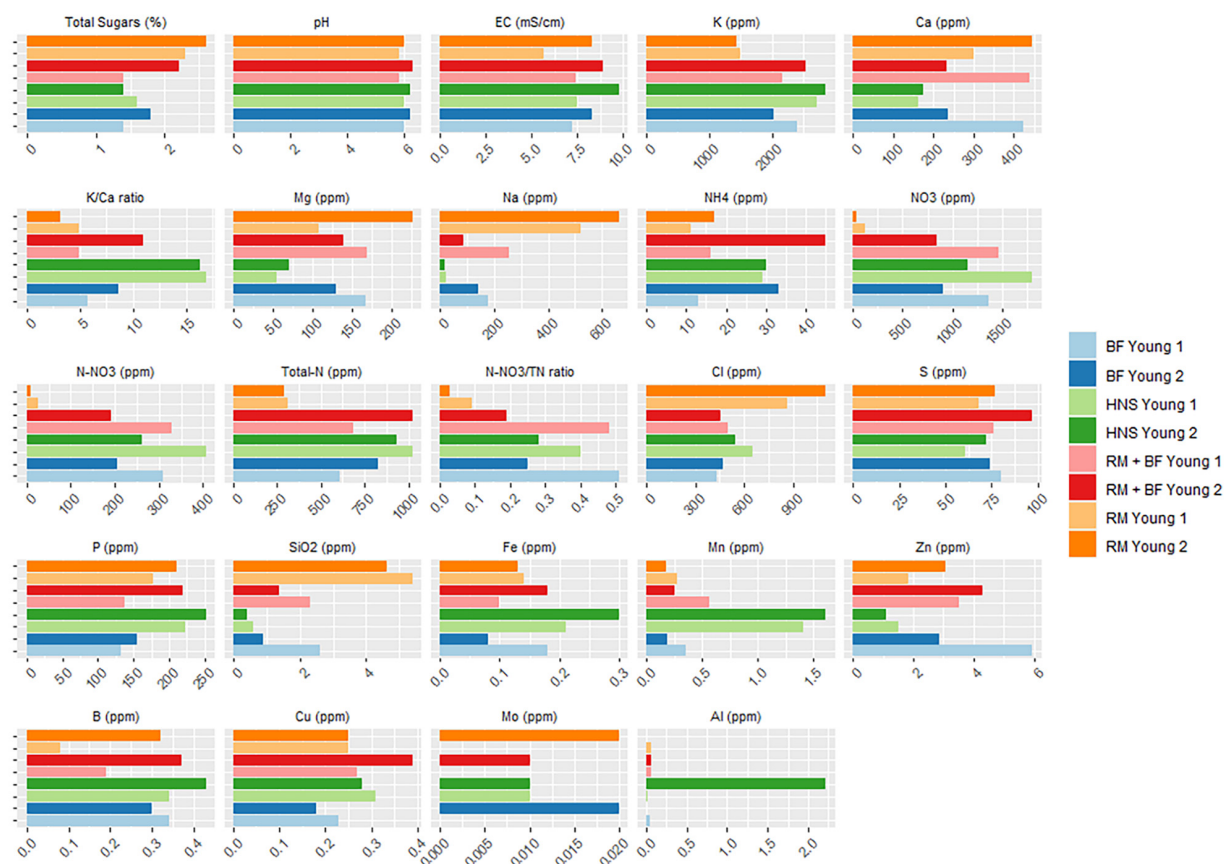 Total Sugars (%) pH EC (mS/cm) K (ppm) Ca (ppm)
0 1 2 0 2 4 6 0.0 2.5 5.0 7.5 10.0 0 1000 2000 0 100 200 300 400
K/Ca ratio Mg (ppm) Na (ppm) NH4 (ppm) NO3 (ppm)
0 5 10 15 0 50 100 150 200 0 200 400 600 0 10 20 30 40 0 500 1000 1500
N-NO3 (ppm) Total-N (ppm) N-NO3/TN ratio Cl (ppm) S (ppm)
0 100 200 300 400 0 250 500 750 1000 0.0 0.1 0.2 0.3 0.4 0.5 0 300 600 900 0 25 50 75 100
P (ppm) SiO2 (ppm) Fe (ppm) Mn (ppm) Zn (ppm)
0 50 100 150 200 250 0 2 4 0.0 0.1 0.2 0.3 0.0 0.5 1.0 1.5 0 2 4 6
B (ppm) Cu (ppm) Mo (ppm) Al (ppm)
0.0 0.1 0.2 0.3 0.4 0.0 0.1 0.2 0.3 0.4 0.000 0.005 0.010 0.015 0.020 0.0 0.5 1.0 1.5 2.0
BF Young 1
BF Young 2
HNS Young 1
HNS Young 2
RM + BF Young 1
RM + BF Young 2
RM Young 1
RM Young 2